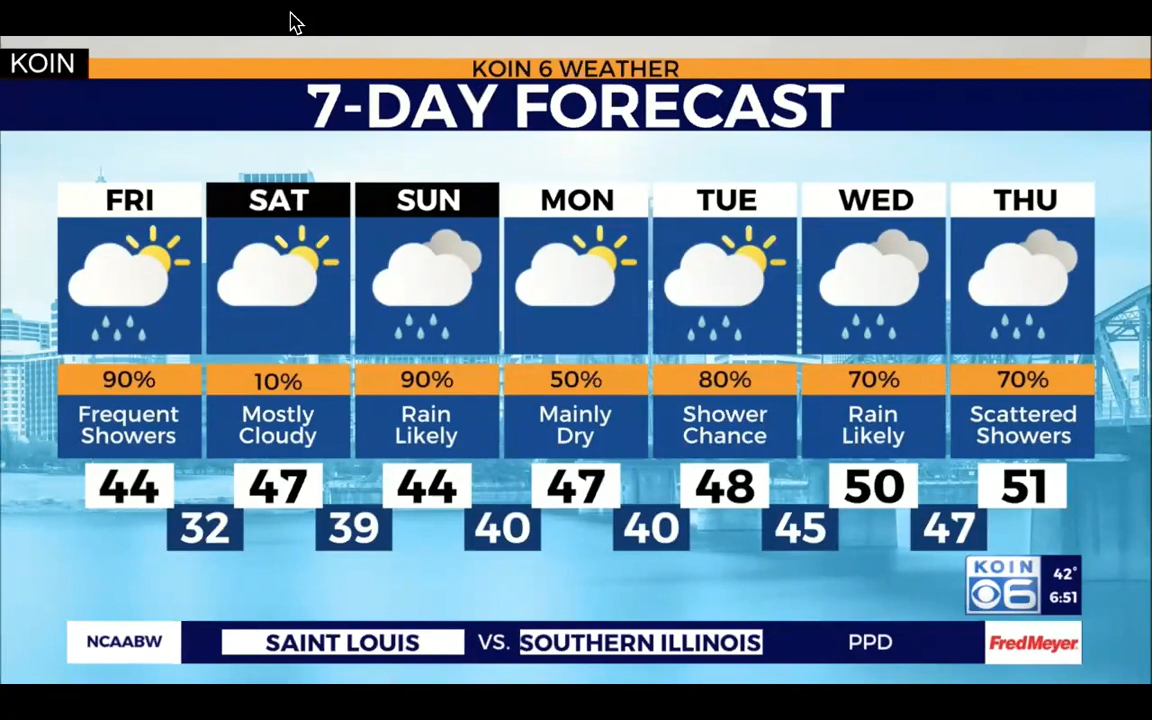 KOIN
KOIN 6 WEATHER
7-DAY FORECAST
FRI SAT SUN MON TUE WED THU
90% 10% 90% 50% 80% 70% 70%
Frequent Mostly Rain Mainly Shower Rain Scattered
Showers Cloudy Likely Dry Chance Likely Showers
44 47 44 47 48 50 51
32 39 40 40 45 47
KOIN 42°
6 6:51
NCAABW SAINT LOUIS VS. SOUTHERN ILLINOIS PPD FredMeyer